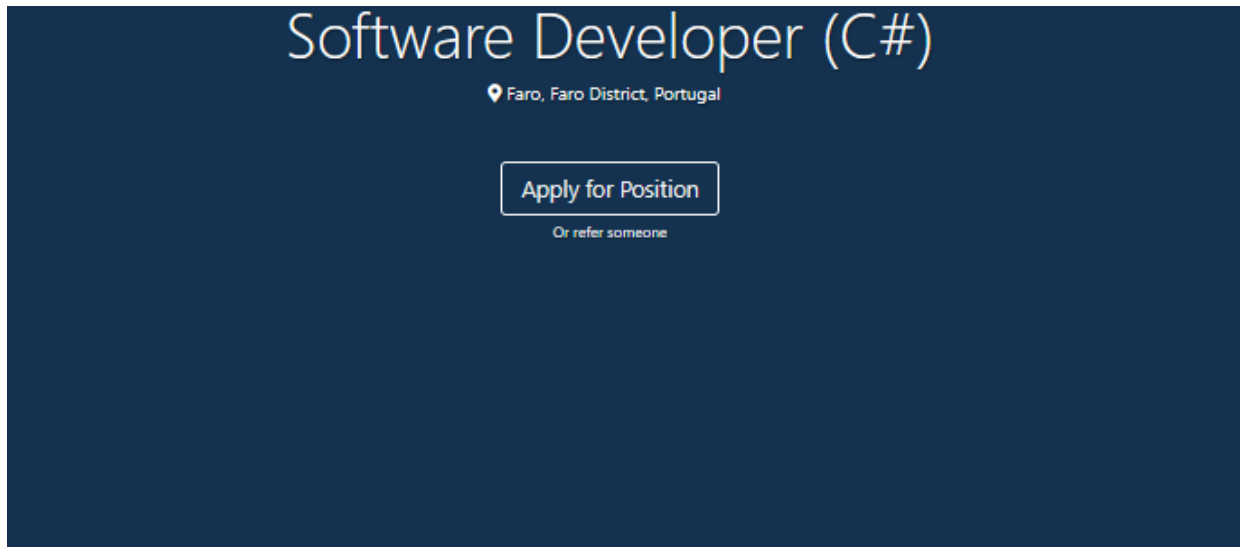 Software Developer (C#)
Faro, Faro District, Portugal
Apply for Position
Or refer someone